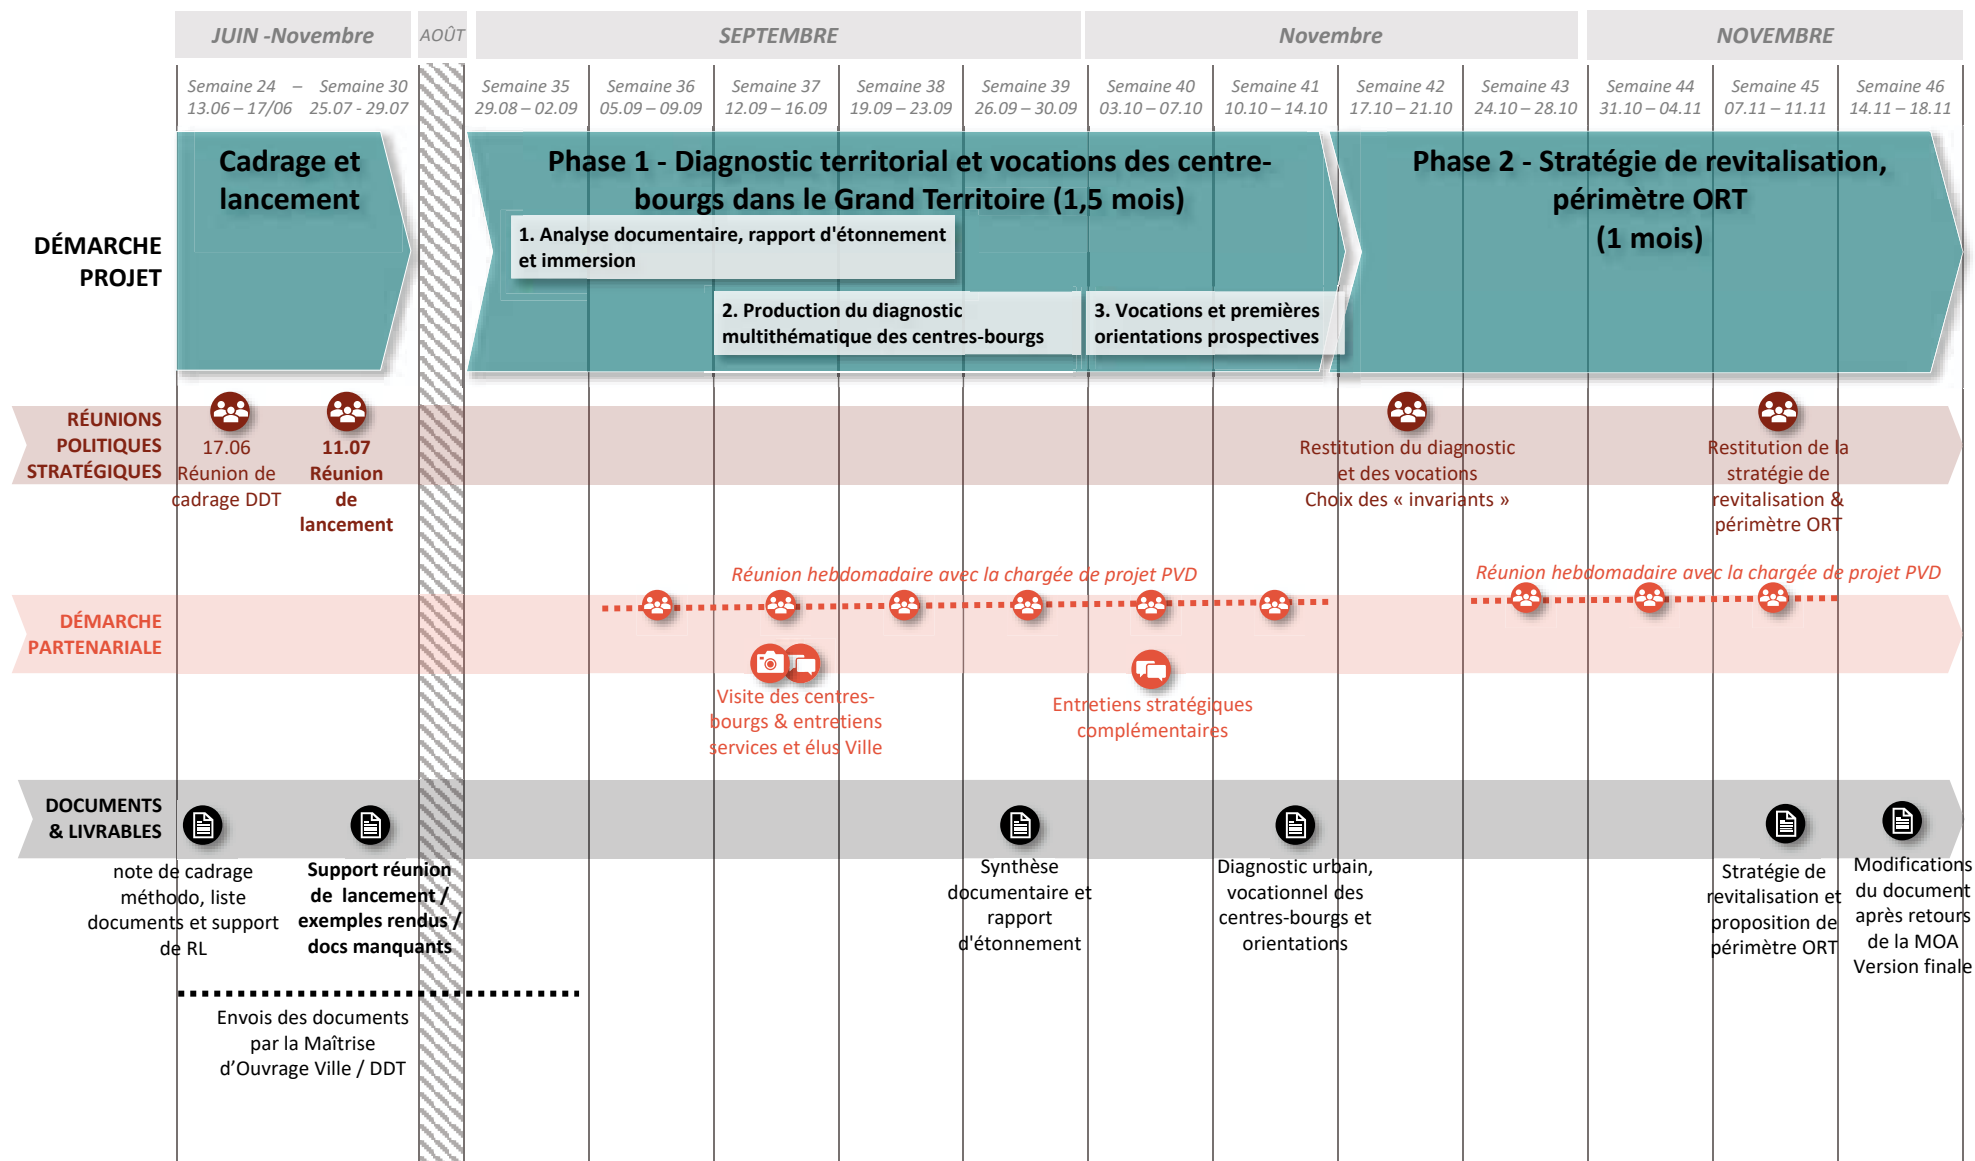 JUIN -Novembre
AOÛT
SEPTEMBRE
Novembre
NOVEMBRE
Semaine 24 – Semaine 30
13.06 – 17/06 25.07 - 29.07
Semaine 35
29.08 – 02.09
Semaine 36
05.09 – 09.09
Semaine 37
12.09 – 16.09
Semaine 38
19.09 – 23.09
Semaine 39
26.09 – 30.09
Semaine 40
03.10 – 07.10
Semaine 41
10.10 – 14.10
Semaine 42
17.10 – 21.10
Semaine 43
24.10 – 28.10
Semaine 44
31.10 – 04.11
Semaine 45
07.11 – 11.11
Semaine 46
14.11 – 18.11
DÉMARCHE
PROJET
Cadrage et
lancement
Phase 1 - Diagnostic territorial et vocations des centre-
bourgs dans le Grand Territoire (1,5 mois)
1. Analyse documentaire, rapport d'étonnement
et immersion
2. Production du diagnostic
multithématique des centres-bourgs
3. Vocations et premières
orientations prospectives
Phase 2 - Stratégie de revitalisation,
périmètre ORT
(1 mois)
RÉUNIONS
POLITIQUES
STRATÉGIQUES
17.06
Réunion de
cadrage DDT
11.07
Réunion
de
lancement
Restitution du diagnostic
et des vocations
Choix des « invariants »
Restitution de la
stratégie de
revitalisation &
périmètre ORT
DÉMARCHE
PARTENARIALE
Réunion hebdomadaire avec la chargée de projet PVD
Réunion hebdomadaire avec la chargée de projet PVD
Visite des centres-
bourgs & entretiens
services et élus Ville
Entretiens stratégiques
complémentaires
DOCUMENTS
& LIVRABLES
note de cadrage
méthodo, liste
documents et support
de RL
Support réunion
de lancement /
exemples rendus /
docs manquants
Synthèse
documentaire et
rapport
d'étonnement
Diagnostic urbain,
vocationnel des
centres-bourgs et
orientations
Stratégie de
revitalisation et
proposition de
périmètre ORT
Modifications
du document
après retours
de la MOA
Version finale
Envois des documents
par la Maîtrise
d'Ouvrage Ville / DDT